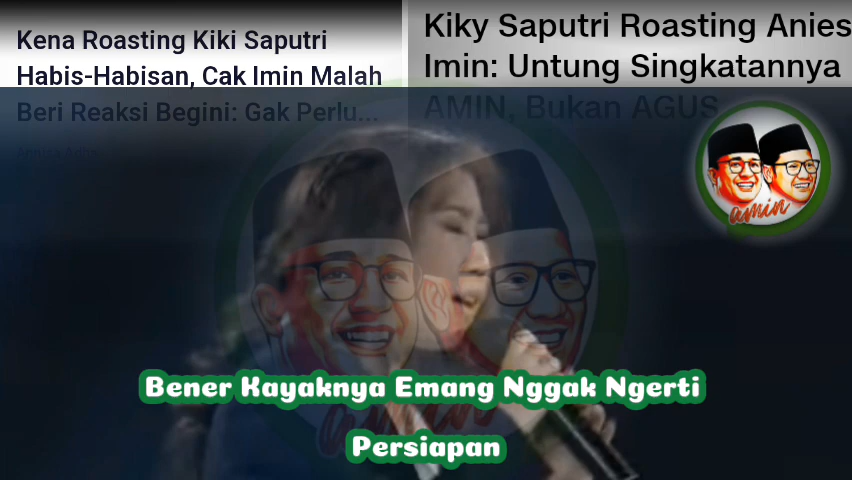 Kena Roasting Kiki Saputri
Habis-Habisan, Cak Imin Malah
Beri Reaksi Begini: Gak Perlu...
Kiky Saputri Roasting Anies
Imin: Untung Singkatannya
AMIN, Bukan AGUS
amin
amin
Bener Kayaknya Emang Nggak Ngerti
Persiapan